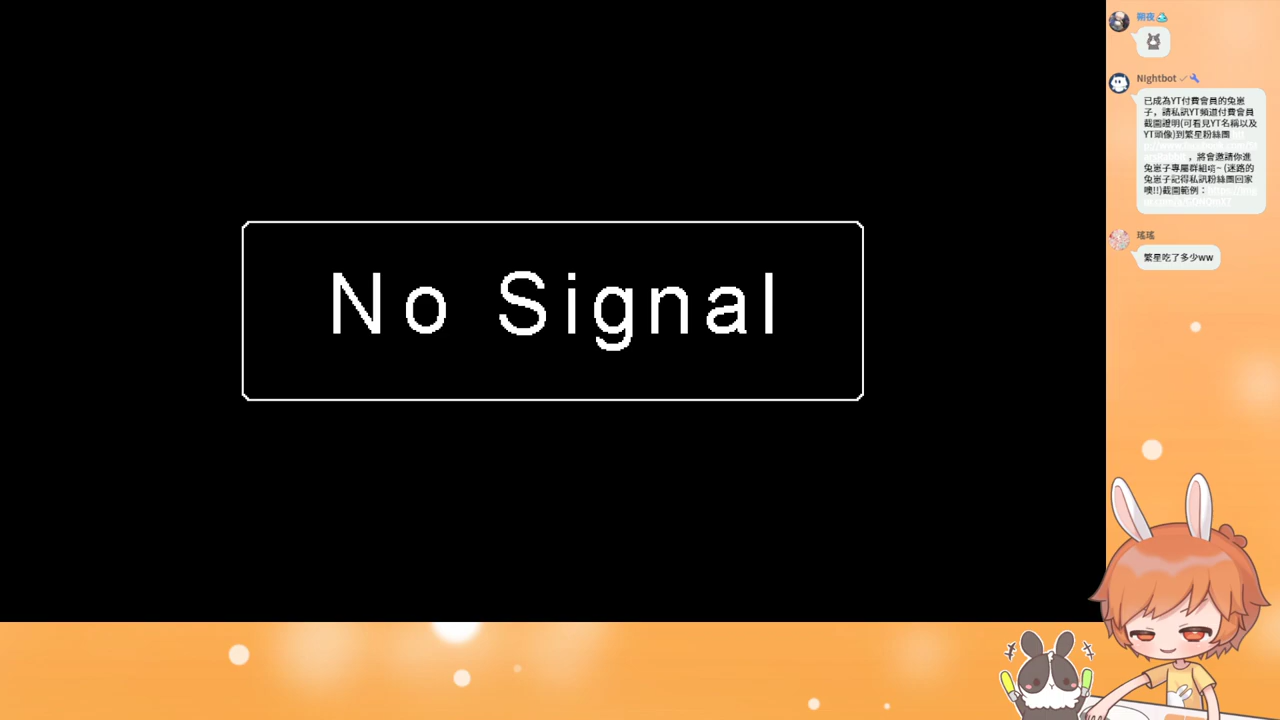 No Signal
朔夜
Nightbot
已成為YT付費會員的兔崽
子，請私訊YT頻道付費會員
截圖證明(可看見YT名稱以及
YT頭像)到繁星粉絲團
，將會邀請你進
兔崽子專屬群組唷~ (迷路的
兔崽子記得私訊粉絲團回家
噢!!)截圖範例：
瑤瑤
繁星吃了多少ww